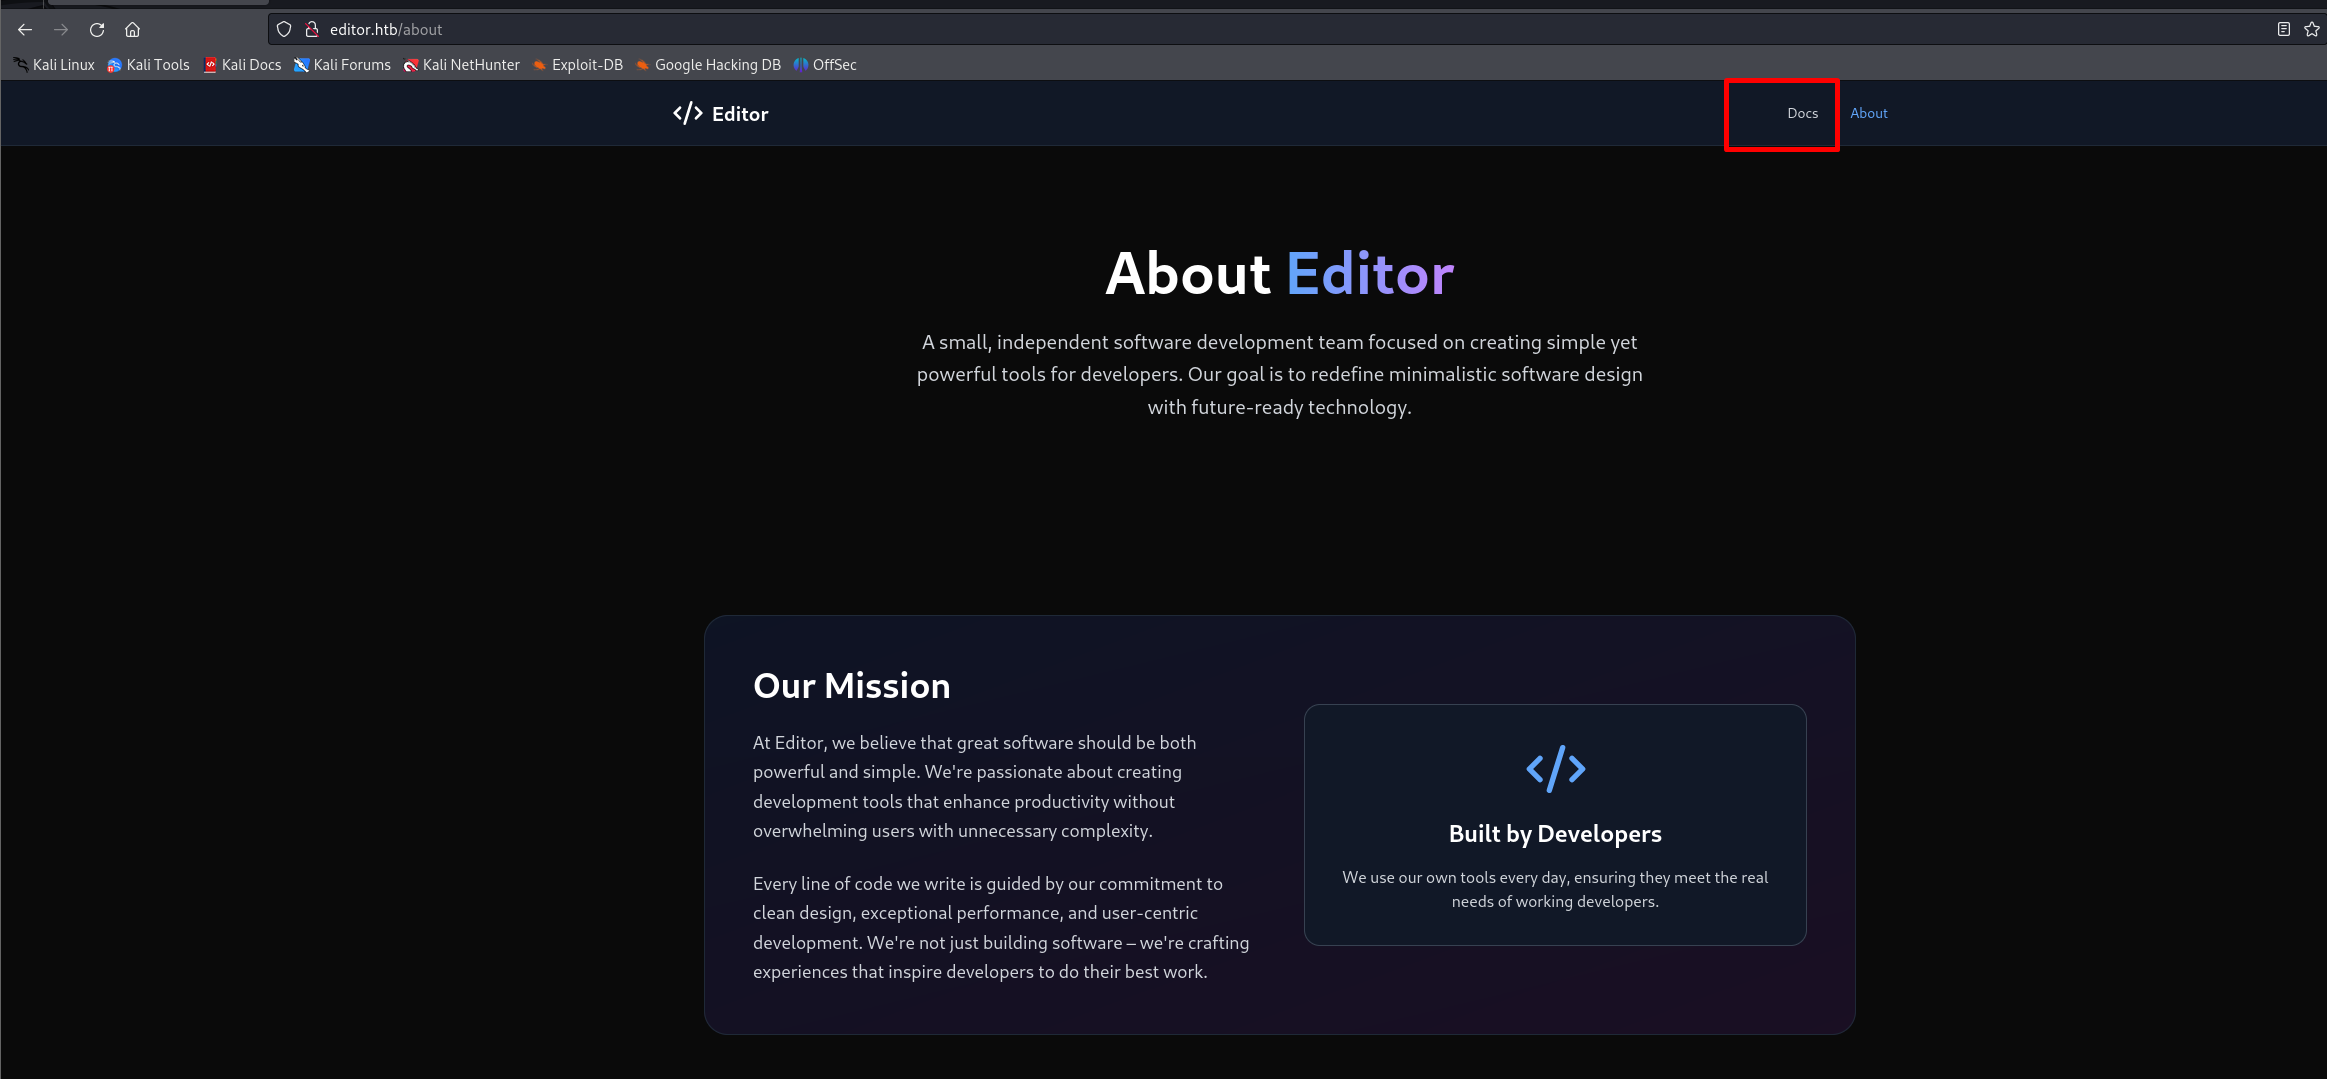 editor.htb/about
Kali Linux Kali Tools Kali Docs Kali Forums Kali NetHunter Exploit-DB Google Hacking DB OffSec
</> Editor Docs About
About Editor
A small, independent software development team focused on creating simple yet
powerful tools for developers. Our goal is to redefine minimalistic software design
with future-ready technology.
Our Mission
At Editor, we believe that great software should be both
powerful and simple. We're passionate about creating
development tools that enhance productivity without
overwhelming users with unnecessary complexity.
Every line of code we write is guided by our commitment to
clean design, exceptional performance, and user-centric
development. We're not just building software – we're crafting
experiences that inspire developers to do their best work.
</>
Built by Developers
We use our own tools every day, ensuring they meet the real
needs of working developers.